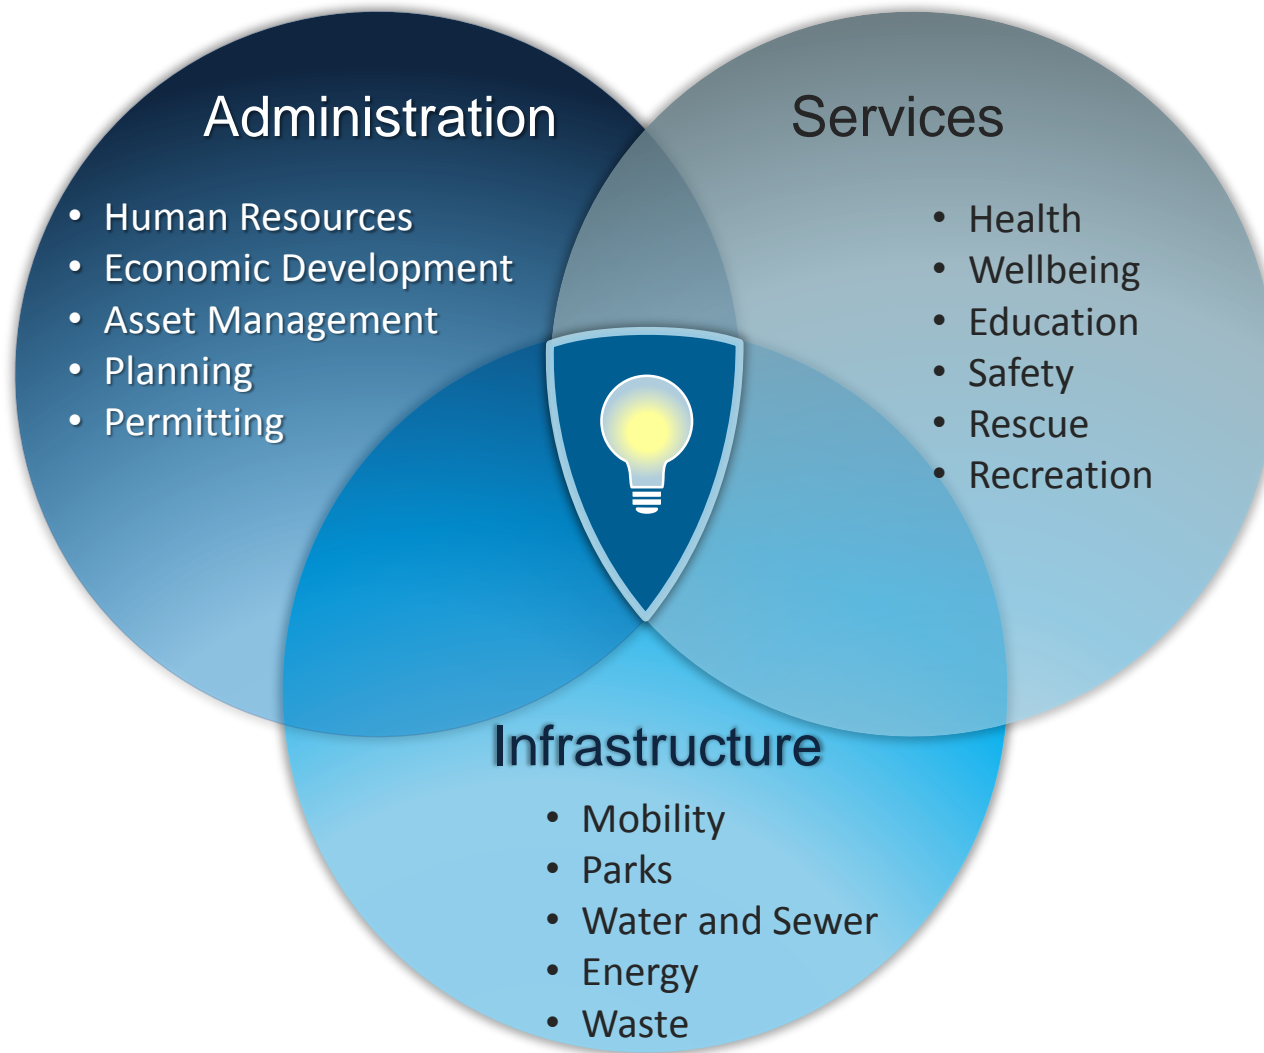 Administration
• Human Resources
• Economic Development
• Asset Management
• Planning
• Permitting
Services
• Health
• Wellbeing
• Education
• Safety
• Rescue
• Recreation
Infrastructure
• Mobility
• Parks
• Water and Sewer
• Energy
• Waste